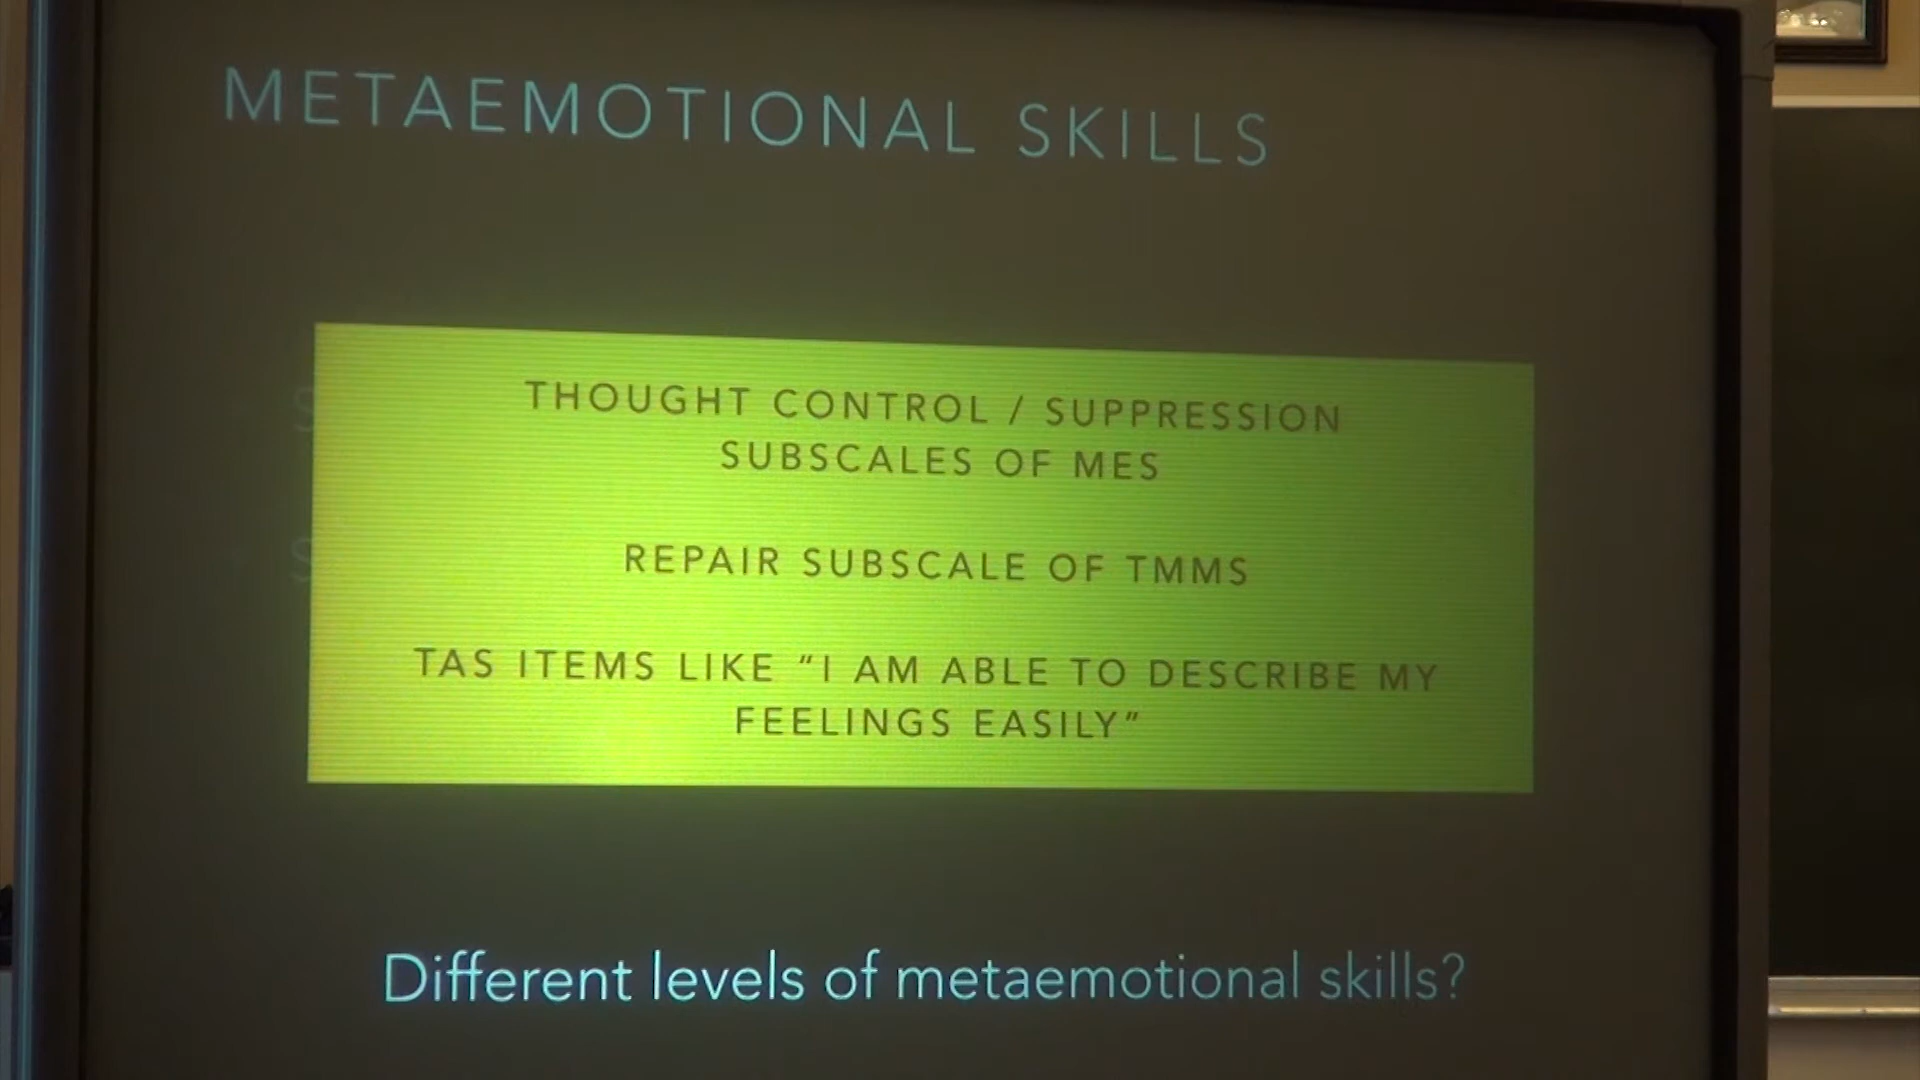 METAEMOTIONAL SKILLS
THOUGHT CONTROL / SUPPRESSION
SUBSCALES OF MES
REPAIR SUBSCALE OF TMMS
TAS ITEMS LIKE “I AM ABLE TO DESCRIBE MY
FEELINGS EASILY”
Different levels of metaemotional skills?